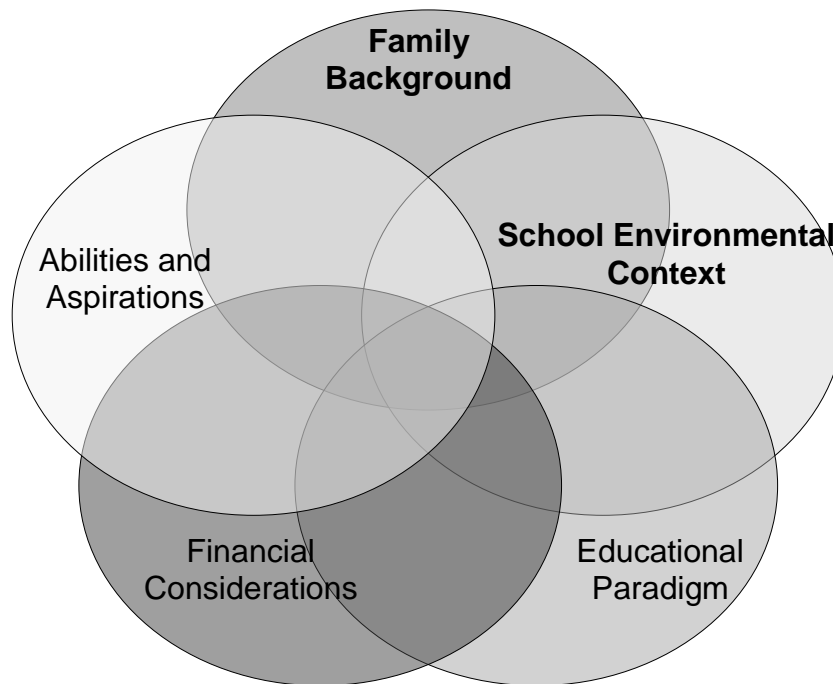 Family
Background
School Environmental
Context
Abilities and
Aspirations
Financial
Considerations
Educational
Paradigm